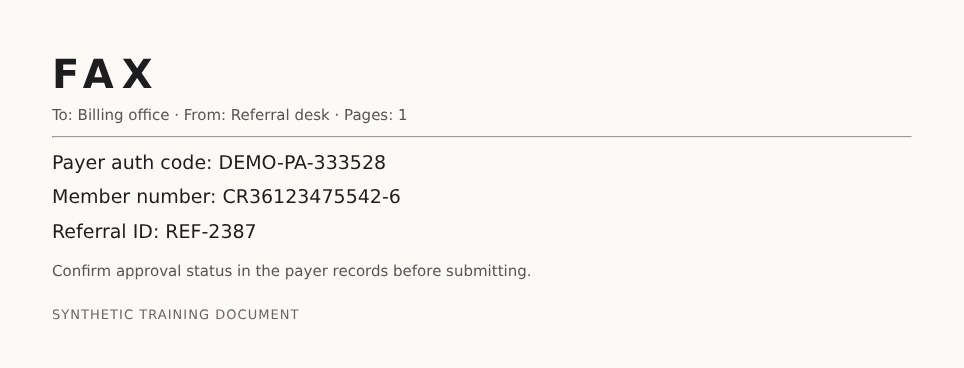 FAX
To: Billing office · From: Referral desk · Pages: 1
Payer auth code: DEMO-PA-333528
Member number: CR36123475542-6
Referral ID: REF-2387
Confirm approval status in the payer records before submitting.
SYNTHETIC TRAINING DOCUMENT